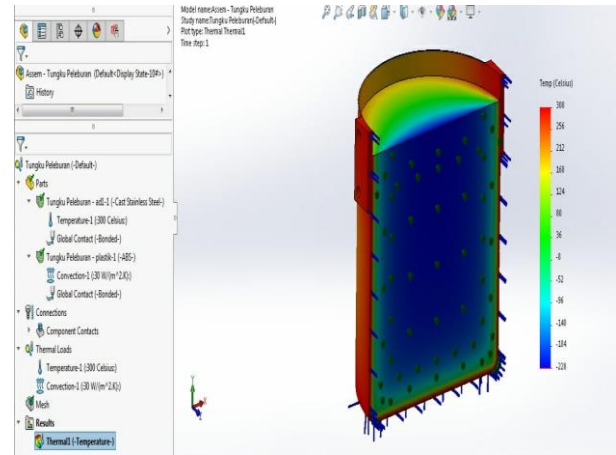 Model name:Assem - Tungku Peleburan
Study name:Tungku Peleburan(-Default-)
Plot type: Thermal Thermal1
Time step: 1
Assem - Tungku Peleburan (Default<Display State-10#>)
History
Tungku Peleburan (-Default-)
Parts
Tungku Peleburan - ad1-1 (-Cast Stainless Steel-)
Temperature-1 (:300 Celsius:)
Global Contact (-Bonded-)
Tungku Peleburan - plastik-1 (-ABS-)
Convection-1 (:30 W/(m^2.K):)
Global Contact (-Bonded-)
Connections
Component Contacts
Thermal Loads
Temperature-1 (:300 Celsius:)
Convection-1 (:30 W/(m^2.K):)
Mesh
Results
Thermal1 (-Temperature-)
Temp (Celsius)
300
256
212
168
124
80
36
-8
-52
-96
-140
-184
-228
Y
X